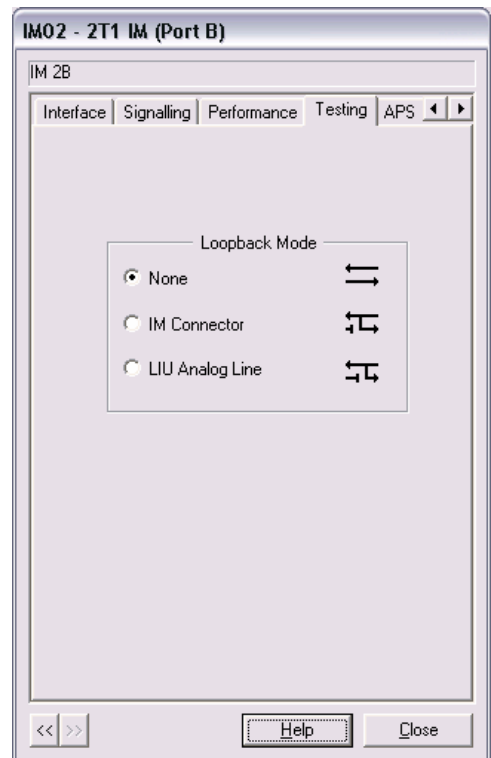 IM02 - 2T1 IM (Port B)
IM 2B
Interface Signalling Performance Testing APS
Loopback Mode
None
IM Connector
LIU Analog Line
<< >> Help Close